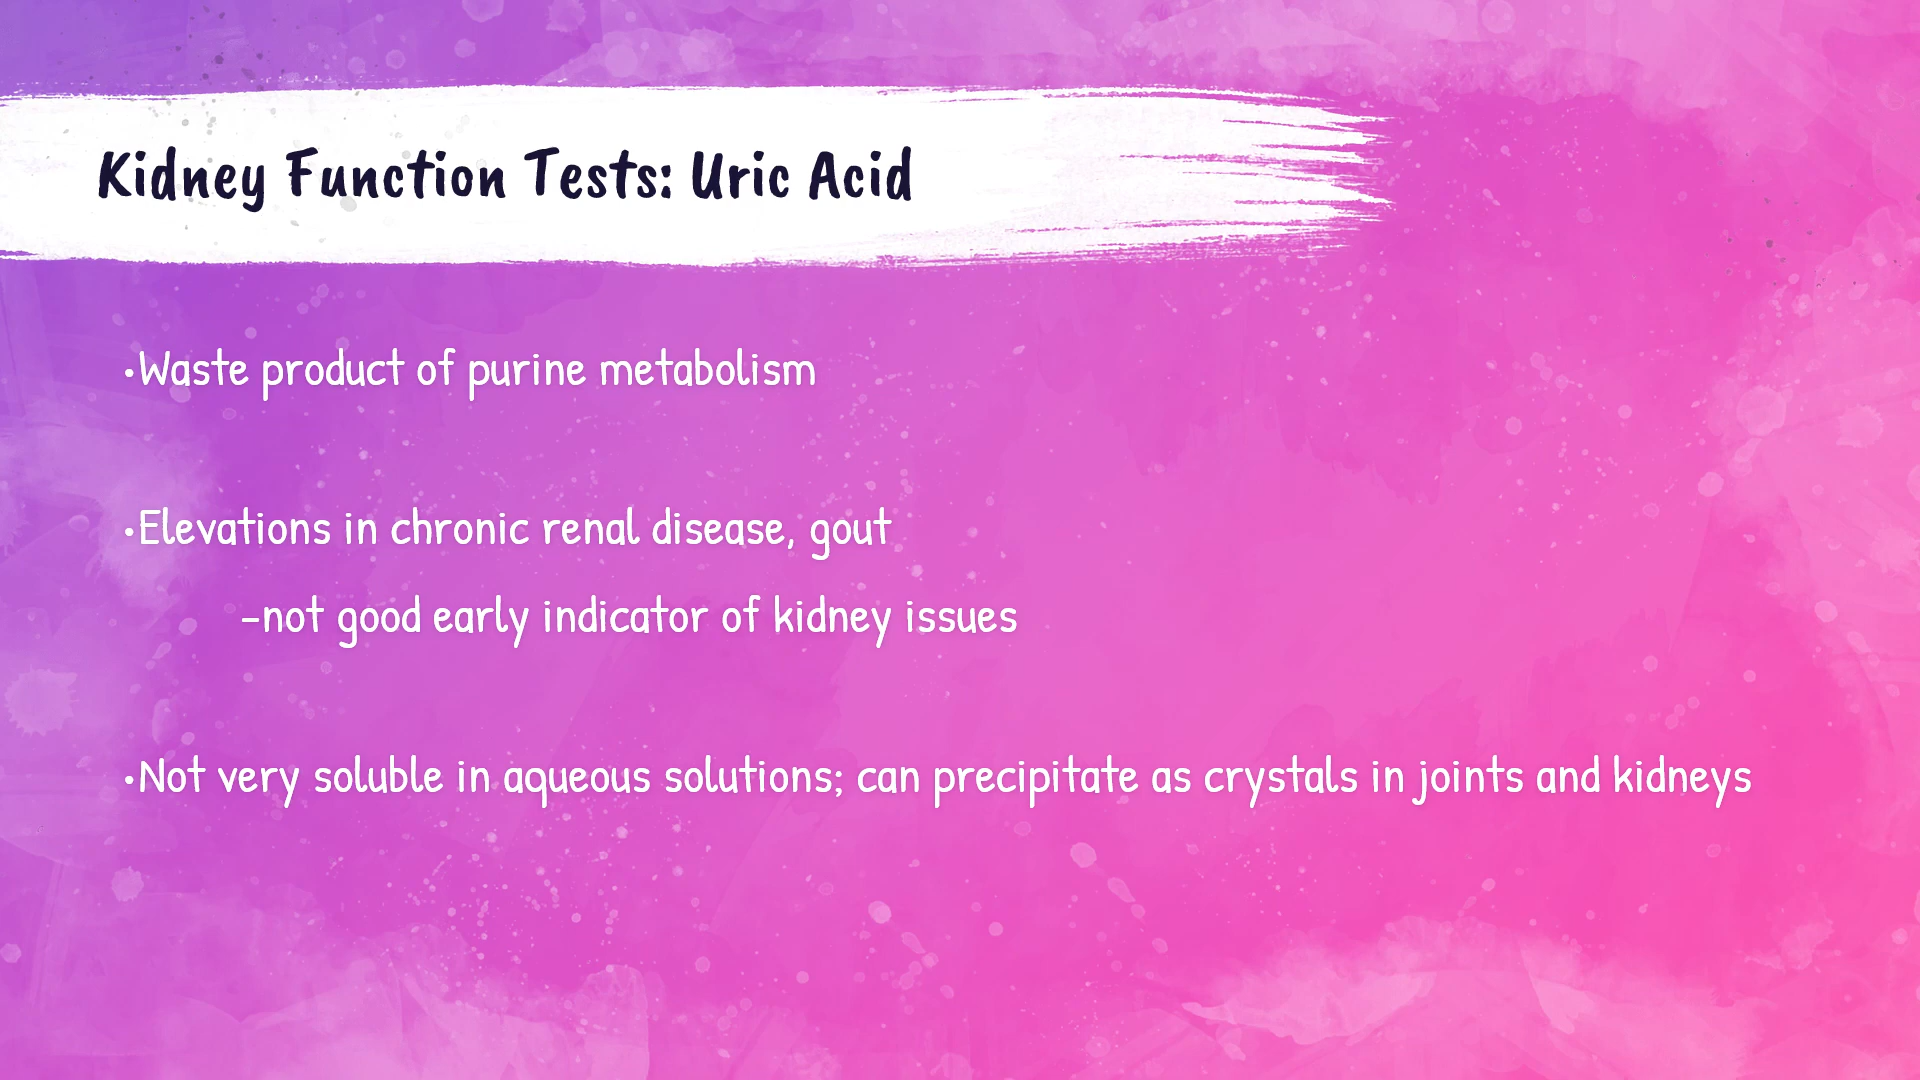 Kidney Function Tests: Uric Acid
•Waste product of purine metabolism
•Elevations in chronic renal disease, gout
-not good early indicator of kidney issues
•Not very soluble in aqueous solutions; can precipitate as crystals in joints and kidneys